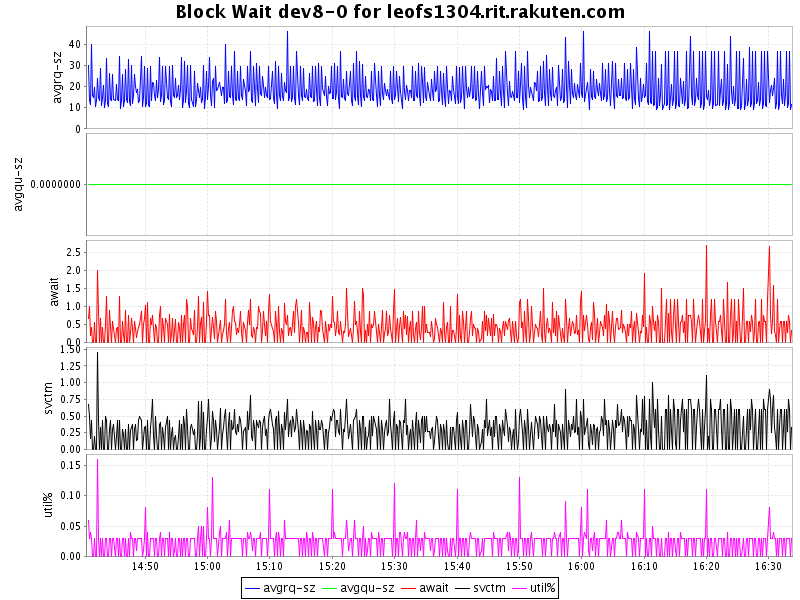 Block Wait dev8-0 for leofs1304.rit.rakuten.com
avgrq-sz
40
30
20
10
0
avgqu-sz
0.0000000
await
2.5
2.0
1.5
1.0
0.5
0.0
svctm
1.50
1.25
1.00
0.75
0.50
0.25
0.00
util%
0.15
0.10
0.05
0.00
14:50 15:00 15:10 15:20 15:30 15:40 15:50 16:00 16:10 16:20 16:30
avgrq-sz avgqu-sz await svctm util%